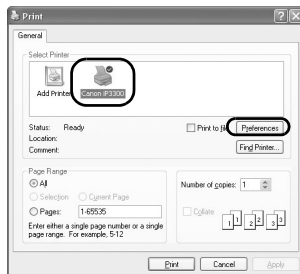 Print
General
Select Printer
Add Printer
Canon iP3300
Status: Ready
Location:
Comment:
Print to file
Preferences
Find Printer...
Page Range
All
Selection
Current Page
Pages: 1-65535
Enter either a single page number or a single
page range. For example, 5-12
Number of copies: 1
Collate
1 1 2 2 3 3
Print
Cancel
Apply